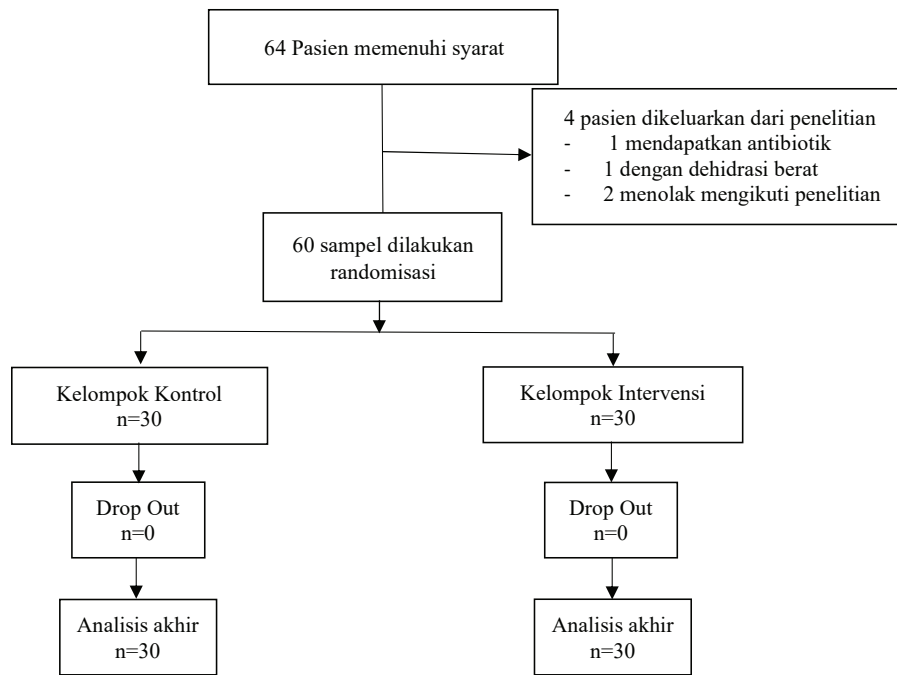 64 Pasien memenuhi syarat
4 pasien dikeluarkan dari penelitian
- 1 mendapatkan antibiotik
- 1 dengan dehidrasi berat
- 2 menolak mengikuti penelitian
60 sampel dilakukan
randomisasi
Kelompok Kontrol
n=30
Kelompok Intervensi
n=30
Drop Out
n=0
Drop Out
n=0
Analisis akhir
n=30
Analisis akhir
n=30